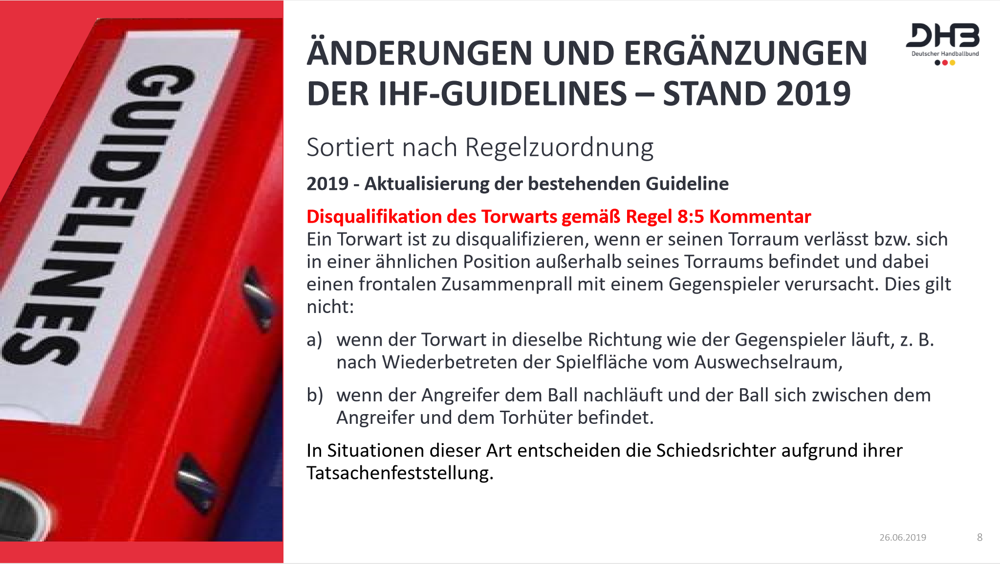 GUIDELINES
ÄNDERUNGEN UND ERGÄNZUNGEN
DER IHF-GUIDELINES – STAND 2019
DHB
Deutscher Handballbund
Sortiert nach Regelzuordnung
2019 - Aktualisierung der bestehenden Guideline
Disqualifikation des Torwarts gemäß Regel 8:5 Kommentar
Ein Torwart ist zu disqualifizieren, wenn er seinen Torraum verlässt bzw. sich
in einer ähnlichen Position außerhalb seines Torraums befindet und dabei
einen frontalen Zusammenprall mit einem Gegenspieler verursacht. Dies gilt
nicht:
a) wenn der Torwart in dieselbe Richtung wie der Gegenspieler läuft, z. B.
nach Wiederbetreten der Spielfläche vom Auswechselraum,
b) wenn der Angreifer dem Ball nachläuft und der Ball sich zwischen dem
Angreifer und dem Torhüter befindet.
In Situationen dieser Art entscheiden die Schiedsrichter aufgrund ihrer
Tatsachenfeststellung.
26.06.2019 8